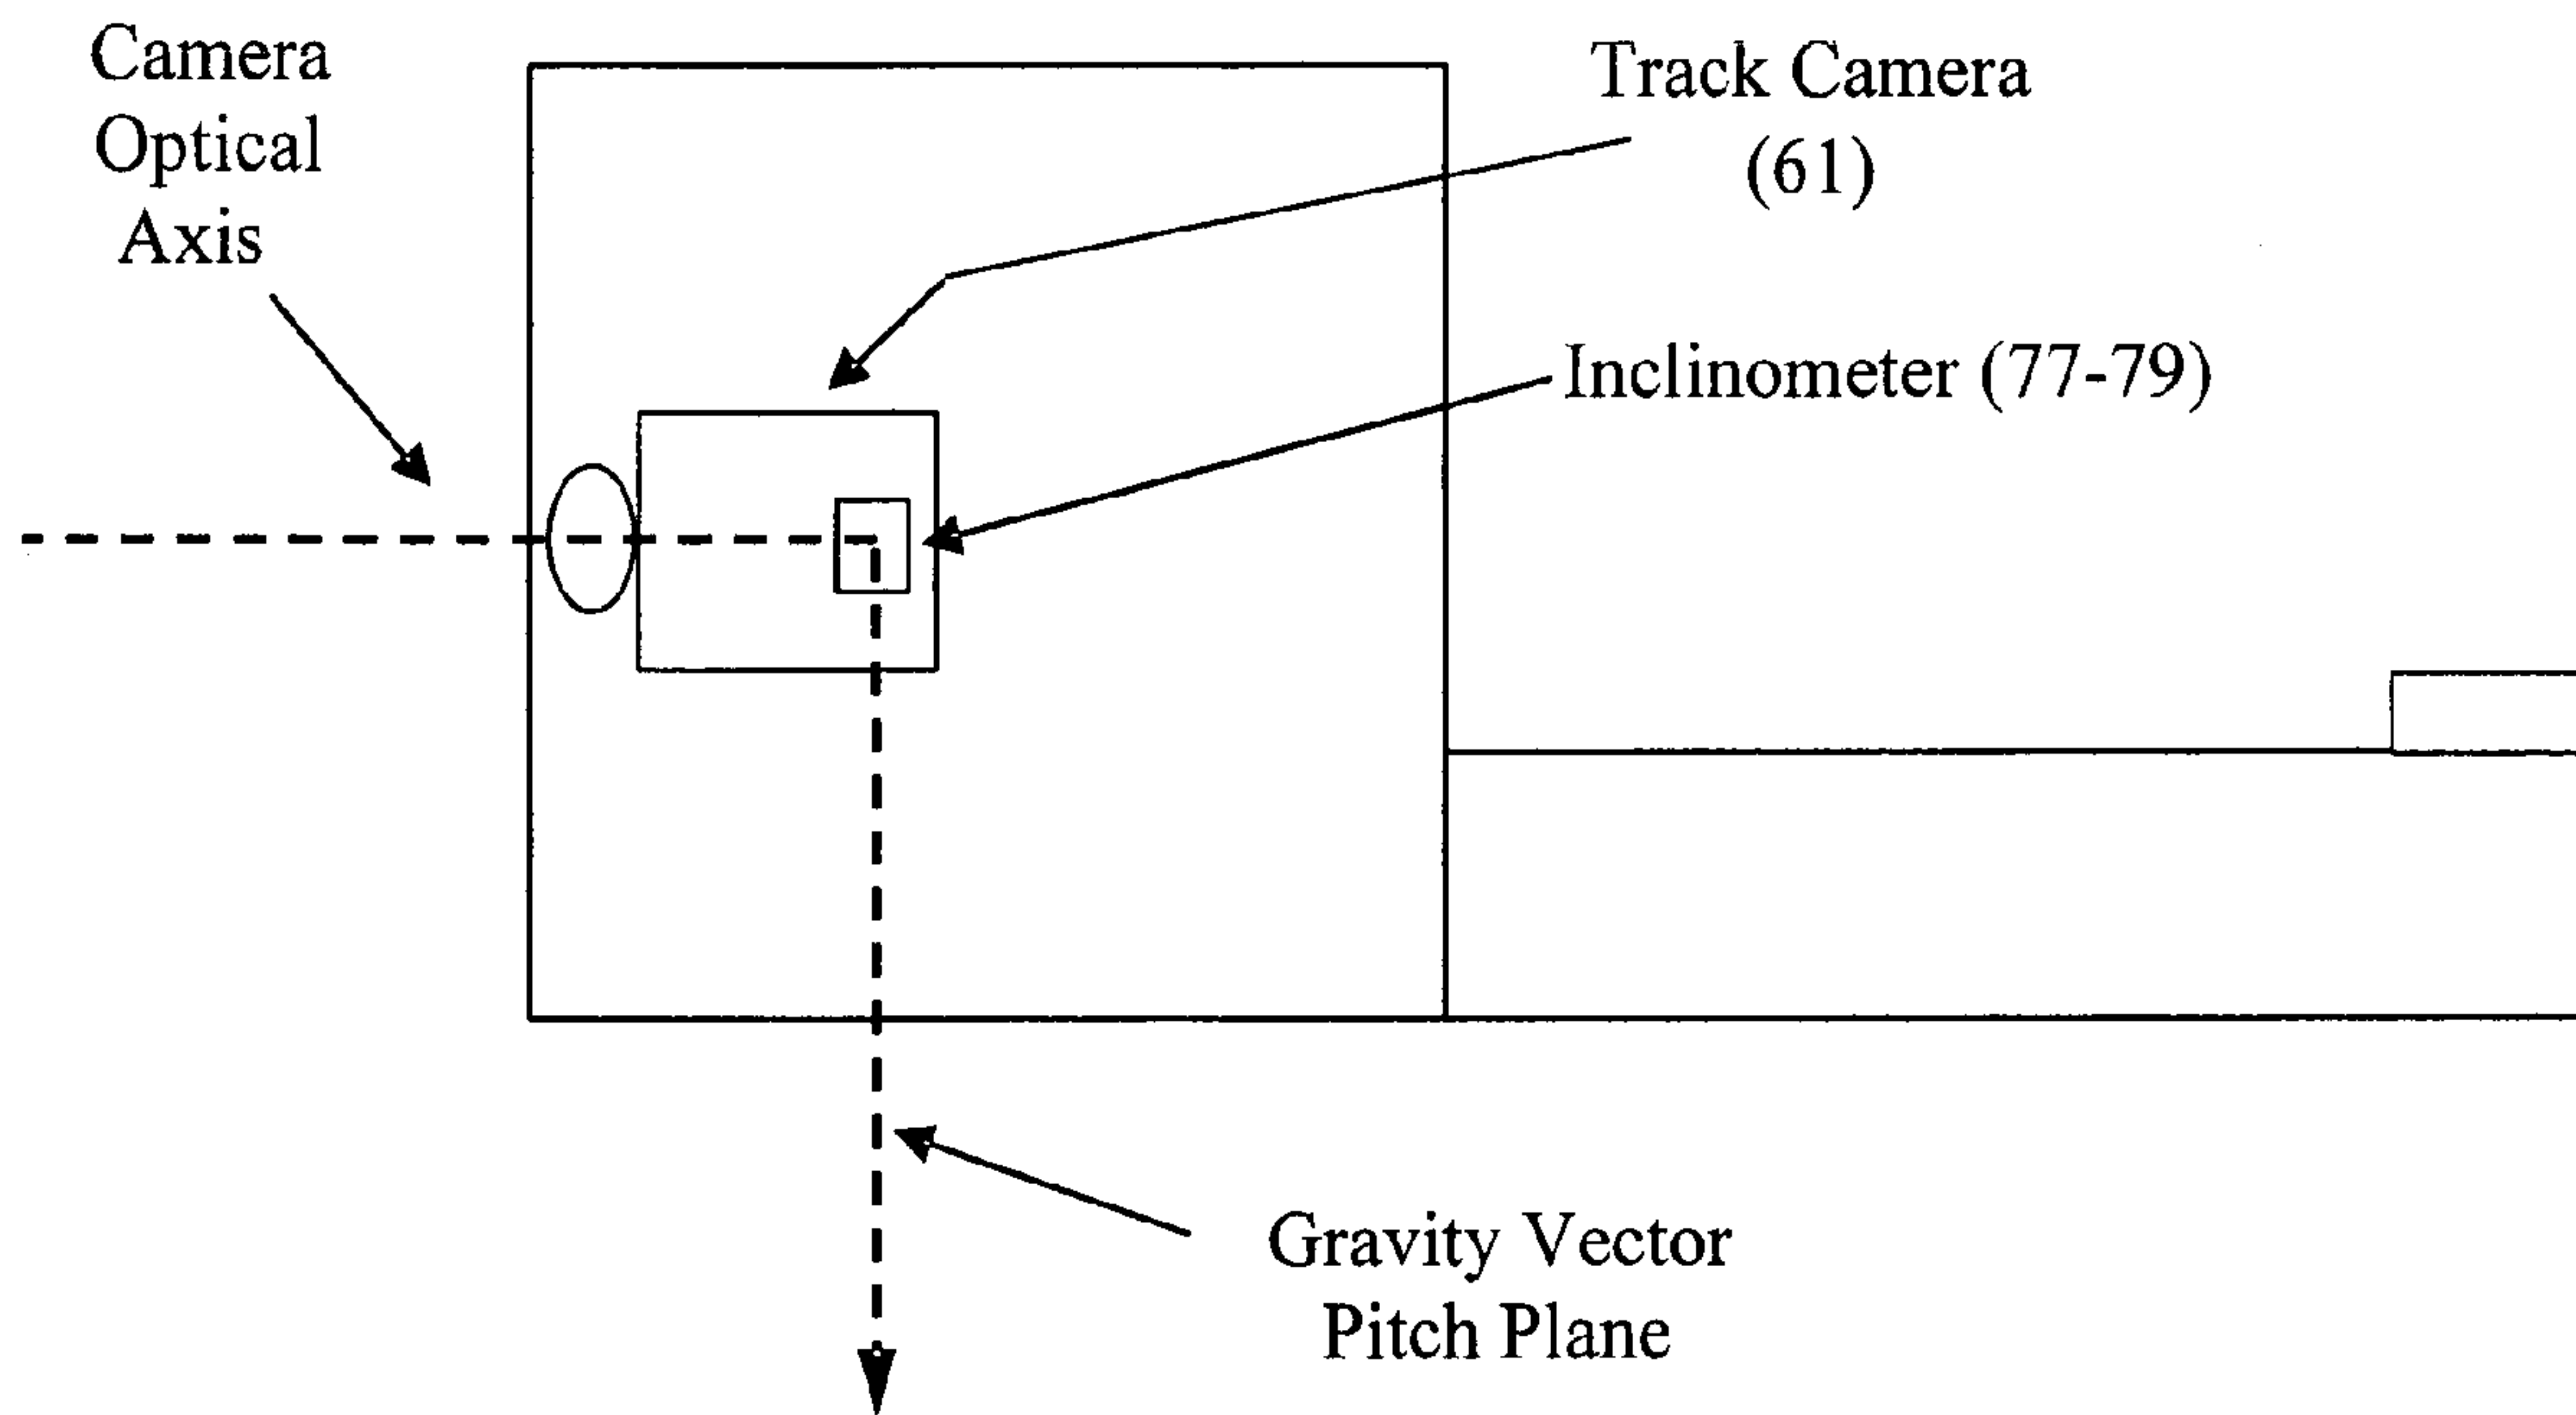 Camera
Optical
Axis
Track Camera
(61)
Inclinometer (77-79)
Gravity Vector
Pitch Plane